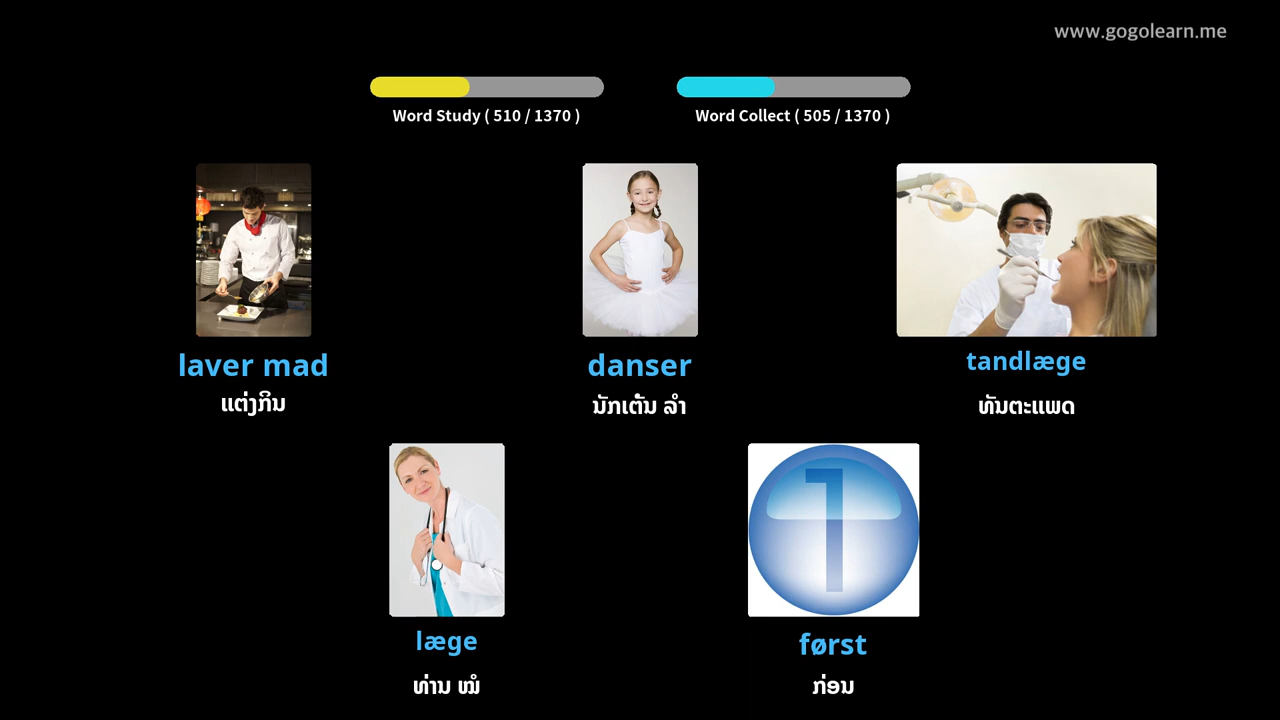 www.gogolearn.me
Word Study ( 510 / 1370 )
Word Collect ( 505 / 1370 )
laver mad
ແຕ່ງກິນ
danser
ນັກເຕັ້ນ ລຳ
tandlæge
ທັນຕະແພດ
læge
ທ່ານ ໝໍ
først
ກ່ອນ